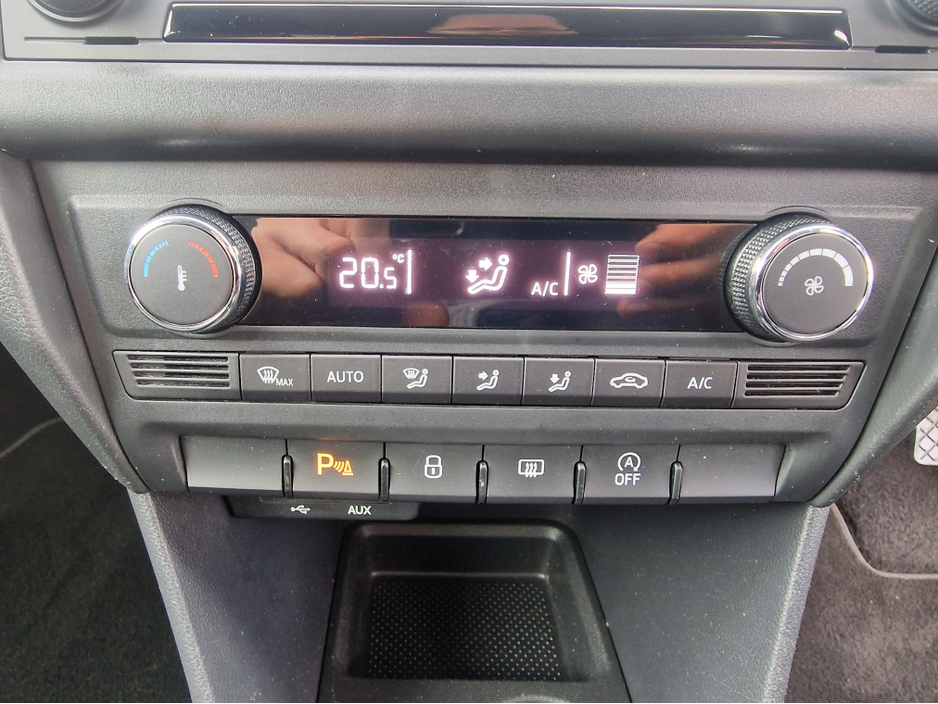 20.5 °C A/C
MAX AUTO A/C
P A OFF
AUX